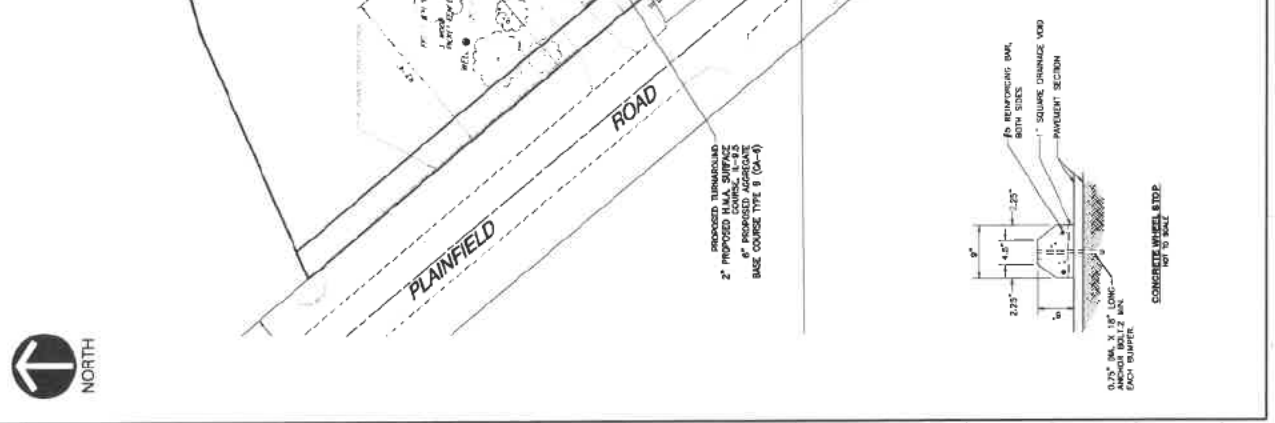 WELL
PLAINFIELD
ROAD
NORTH
PROPOSED TURNAROUND
2" PROPOSED H.M.A. SURFACE
COURSE, IL-9.5
6" PROPOSED AGGREGATE
BASE COURSE TYPE B (CA-6)
#5 REINFORCING BAR,
BOTH SIDES
1" SQUARE DRAINAGE VOID
PAVEMENT SECTION
9"
2.25"
4.5"
2.25"
6"
0.75" DIA. X 18" LONG
ANCHOR BOLT.2 MIN.
EACH BUMPER.
CONCRETE WHEEL STOP
NOT TO SCALE